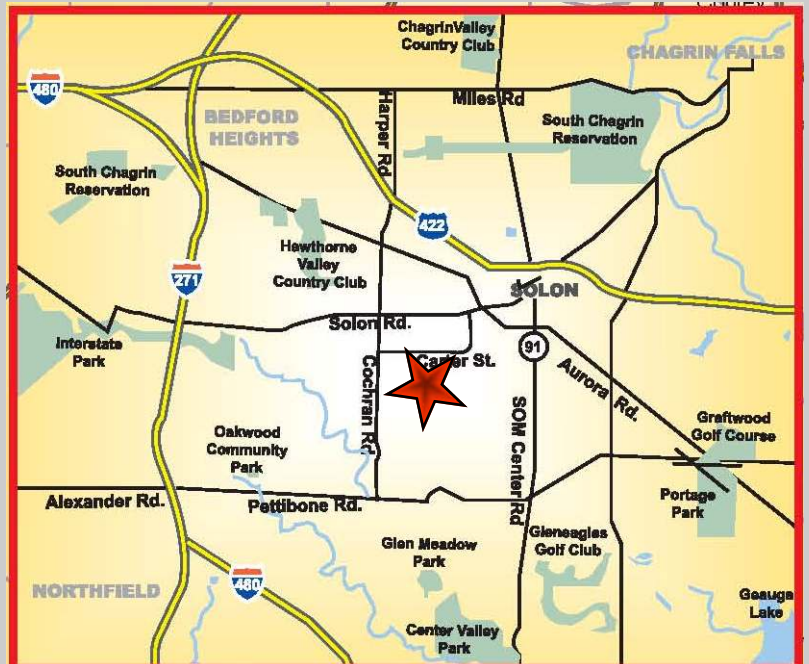 Chagrin Valley
Country Club
CHAGRIN FALLS
480
Miles Rd
Harper Rd.
BEDFORD
HEIGHTS
South Chagrin
Reservation
South Chagrin
Reservation
422
Hawthorne
Valley
Country Club
271
SOLON
Solon Rd.
Interstate
Park
91
Carter St.
Cochran Rd
Aurora Rd.
SOM Center Rd
Graftwood
Golf Course
Oakwood
Community
Park
Alexander Rd.
Pettibone Rd.
Portage
Park
Gleneagles
Golf Club
Glen Meadow
Park
NORTHFIELD
480
Geauga
Lake
Center Valley
Park